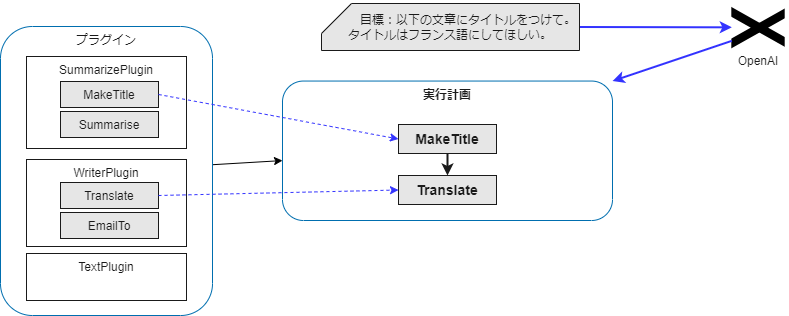 目標：以下の文章にタイトルをつけて。
タイトルはフランス語にしてほしい。
OpenAI
プラグイン
SummarizePlugin
MakeTitle
Summarise
WriterPlugin
Translate
EmailTo
TextPlugin
実行計画
MakeTitle
Translate